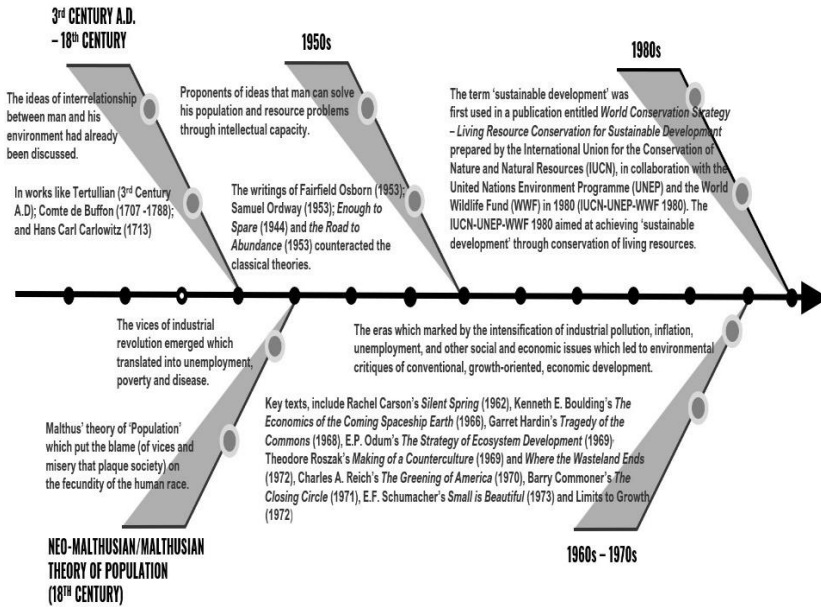 3rd CENTURY A.D.
– 18th CENTURY
The ideas of interrelationship
between man and his
environment had already
been discussed.
In works like Tertullian (3rd Century
A.D); Comte de Buffon (1707 -1788);
and Hans Carl Carlowitz (1713)
1950s
Proponents of ideas that man can solve
his population and resource problems
through intellectual capacity.
The writings of Fairfield Osborn (1953);
Samuel Ordway (1953); Enough to
Spare (1944) and the Road to
Abundance (1953) counteracted the
classical theories.
1980s
The term ‘sustainable development’ was
first used in a publication entitled World Conservation Strategy
– Living Resource Conservation for Sustainable Development
prepared by the International Union for the Conservation of
Nature and Natural Resources (IUCN), in collaboration with the
United Nations Environment Programme (UNEP) and the World
Wildlife Fund (WWF) in 1980 (IUCN-UNEP-WWF 1980). The
IUCN-UNEP-WWF 1980 aimed at achieving ‘sustainable
development’ through conservation of living resources.
The vices of industrial
revolution emerged which
translated into unemployment,
poverty and disease.
Malthus’ theory of ‘Population’
which put the blame (of vices and
misery that plaque society) on
the fecundity of the human race.
NEO-MALTHUSIAN/MALTHUSIAN
THEORY OF POPULATION
(18TH CENTURY)
The eras which marked by the intensification of industrial pollution, inflation,
unemployment, and other social and economic issues which led to environmental
critiques of conventional, growth-oriented, economic development.
Key texts, include Rachel Carson’s Silent Spring (1962), Kenneth E. Boulding’s The
Economics of the Coming Spaceship Earth (1966), Garret Hardin’s Tragedy of the
Commons (1968), E.P. Odum’s The Strategy of Ecosystem Development (1969)
Theodore Roszak’s Making of a Counterculture (1969) and Where the Wasteland Ends
(1972), Charles A. Reich’s The Greening of America (1970), Barry Commoner’s The
Closing Circle (1971), E.F. Schumacher’s Small is Beautiful (1973) and Limits to Growth
(1972)
1960s – 1970s